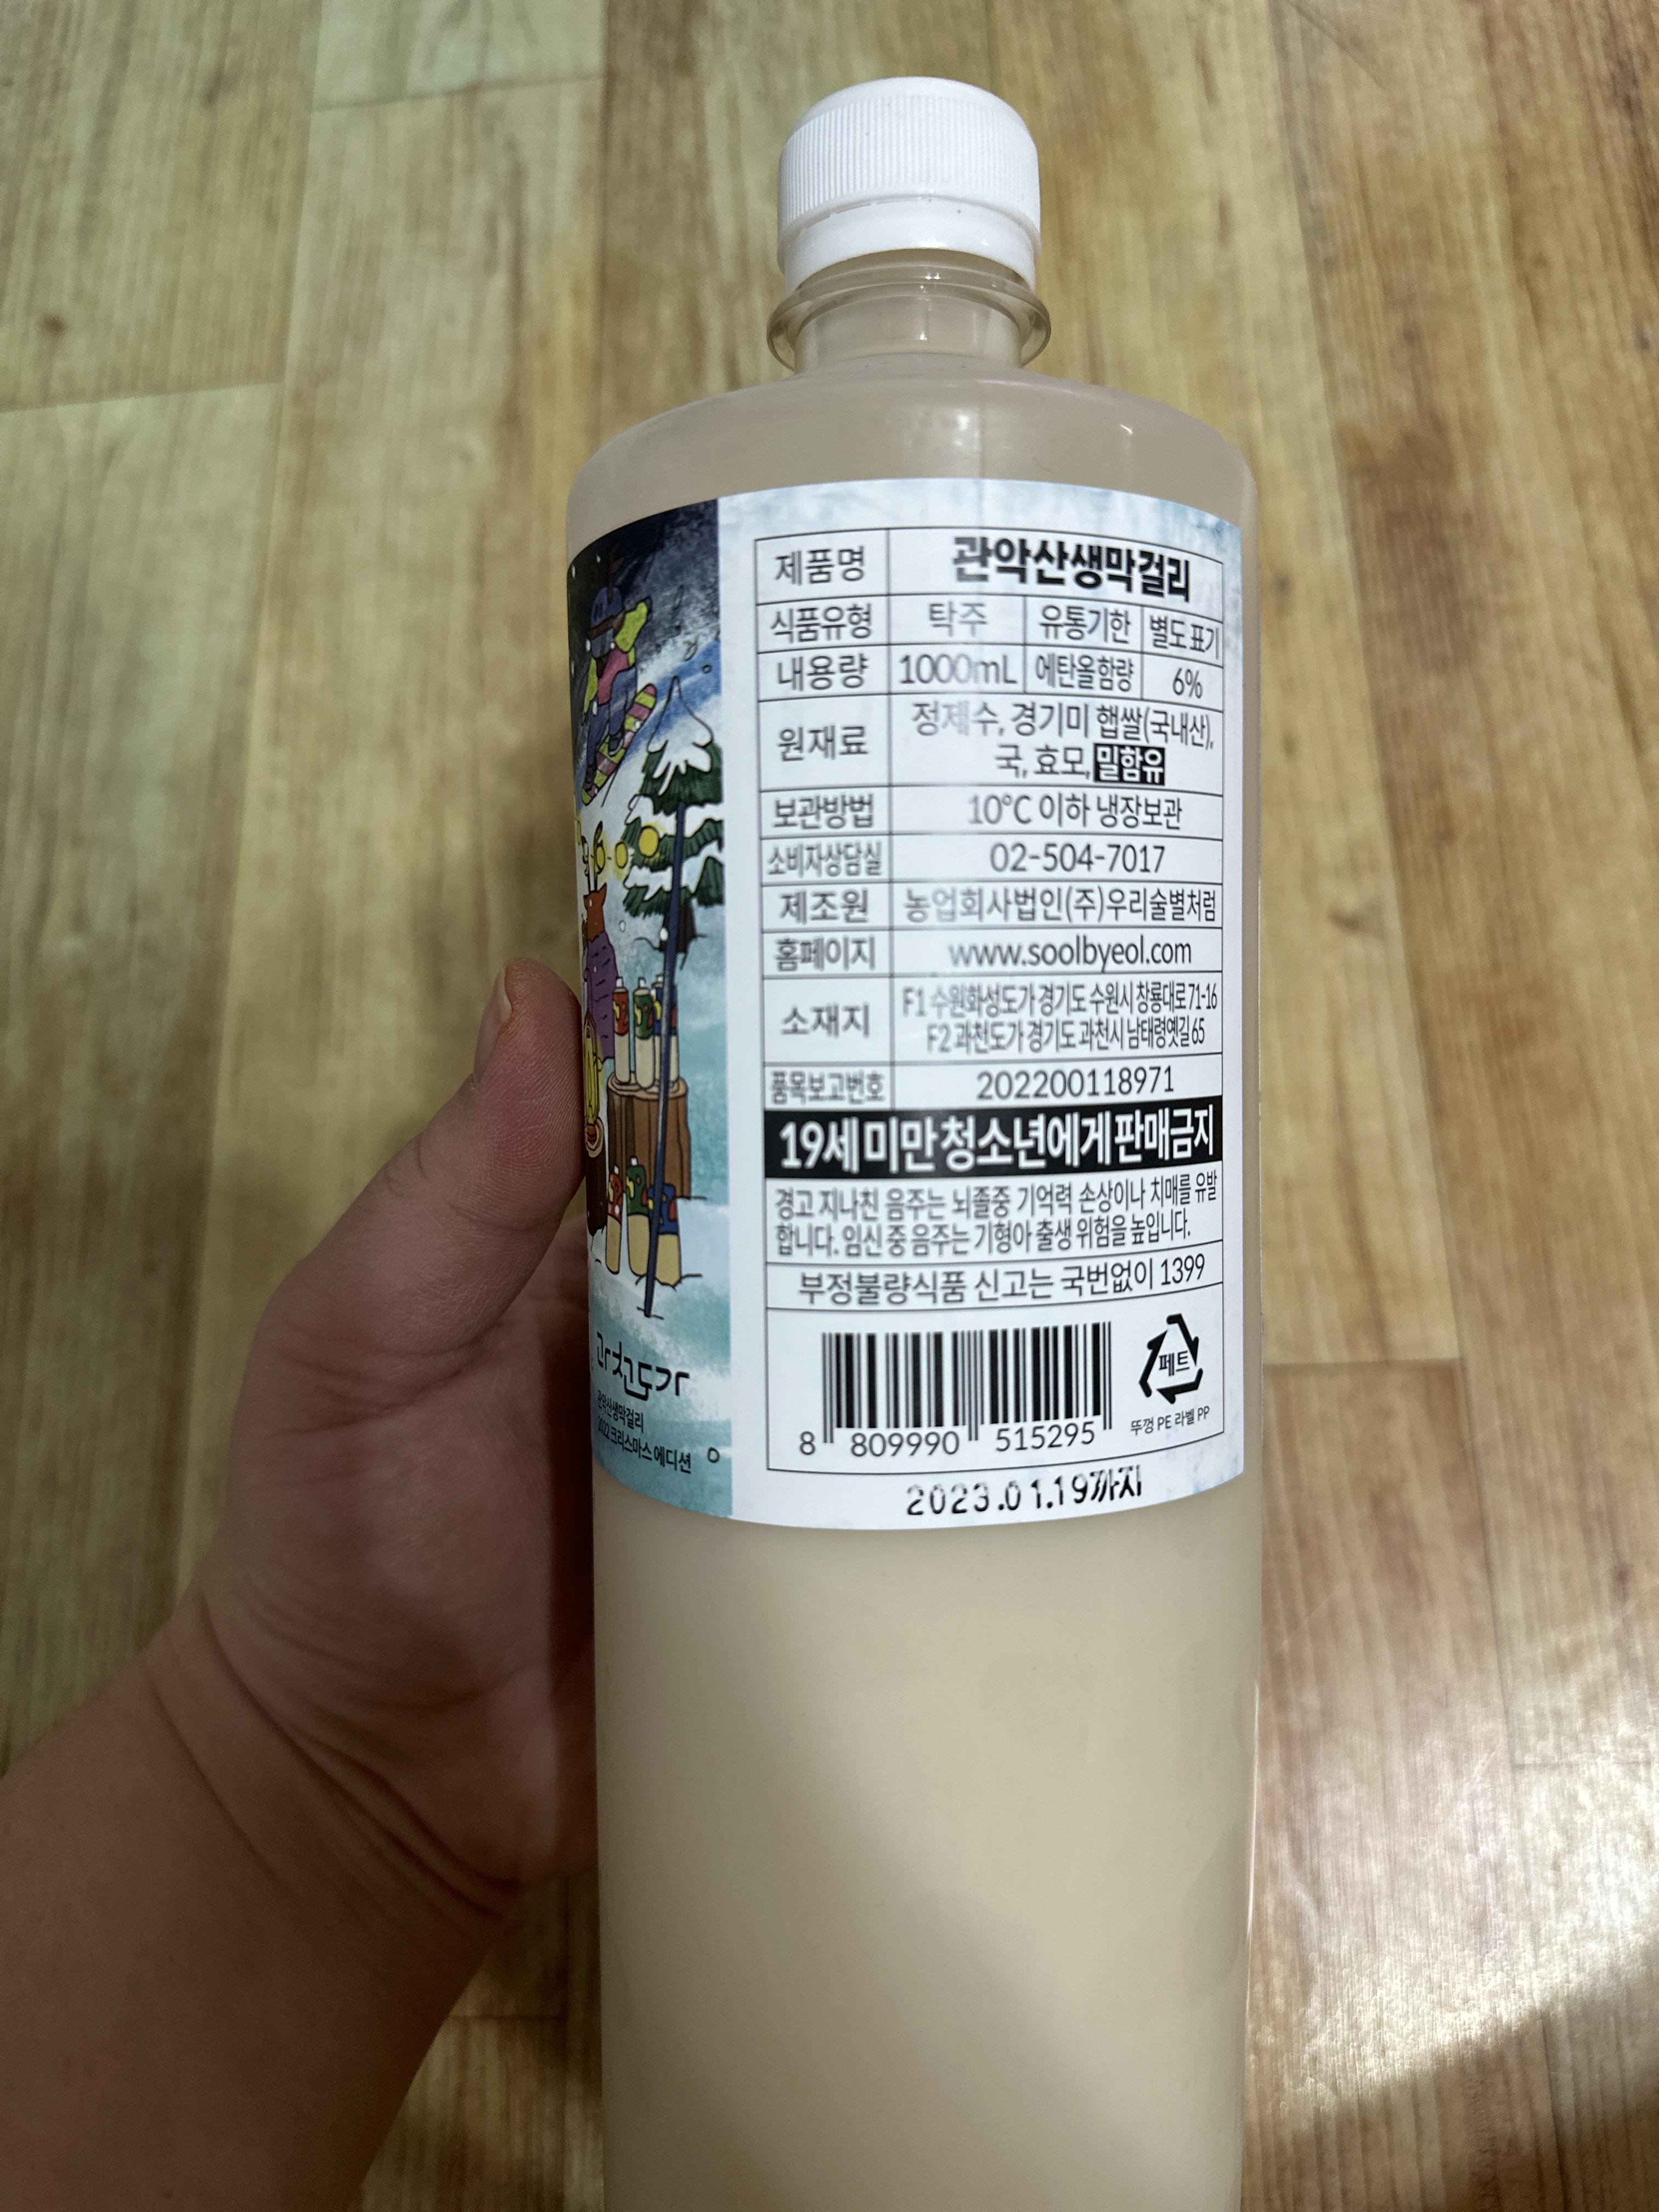 제품명 관악산생막걸리
식품유형 탁주 유통기한 별도 표기
내용량 1000mL 에탄올함량 6%
원재료 정제수, 경기미 햅쌀(국내산),
국, 효모, 밀함유
보관방법 10°C 이하 냉장보관
소비자상담실 02-504-7017
제조원 농업회사법인(주)우리술별처럼
홈페이지 www.soolbyeol.com
소재지 F1 수원화성도가 경기도 수원시 창룡대로 71-16
F2 과천도가 경기도 과천시 남태령옛길 65
품목보고번호 202200118971
19세 미만 청소년에게 판매금지
경고 지나친 음주는 뇌졸중 기억력 손상이나 치매를 유발
합니다. 임신 중 음주는 기형아 출생 위험을 높입니다.
부정불량식품 신고는 국번없이 1399
8 809990 515295
페트
뚜껑 PE 라벨 PP
2023.01.19까지
과천도가
관악산생막걸리
2022 크리스마스 에디션